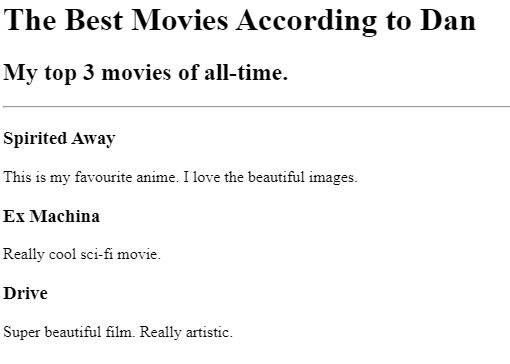 The Best Movies According to Dan
My top 3 movies of all-time.
Spirited Away
This is my favourite anime. I love the beautiful images.
Ex Machina
Really cool sci-fi movie.
Drive
Super beautiful film. Really artistic.